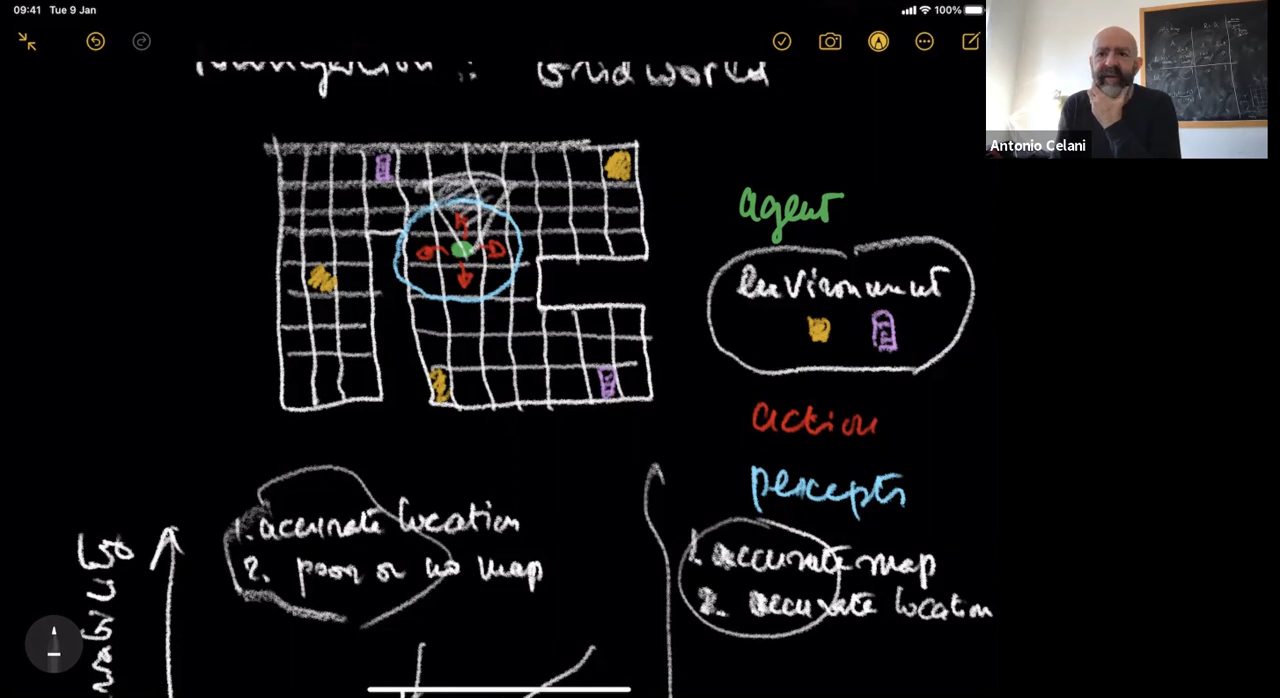 09:41 Tue 9 Jan
100%
Navigation : Gridworld
Antonio Celani
agent
environment
action
percepts
1. accurate location
2. poor or no map
1. accurate map
2. accurate location